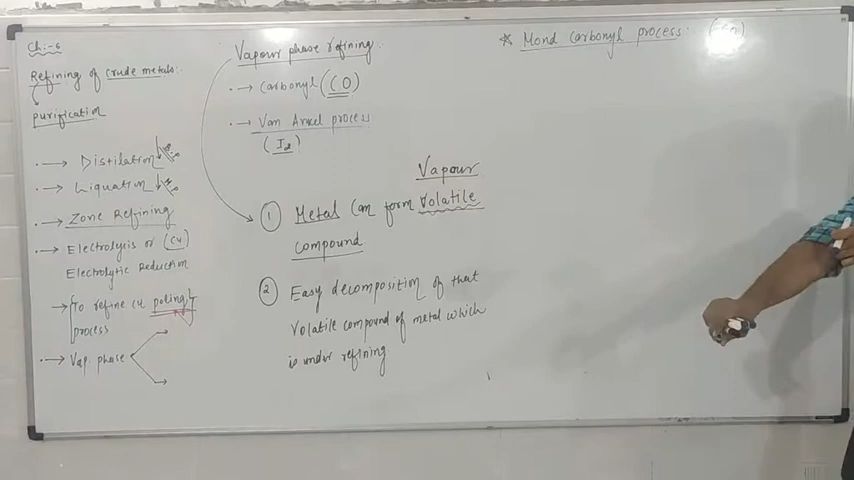 Ch:-6
Refining of crude metals:
purification
→ Distilation ↓
→ Liquation ↓
→ Zone Refining
→ Electrolysis or (Cu)
Electrolytic Reduction
→ To refine cu poling
process
→ Vap. phase
Vapour phase refining:
→ Carbonyl (CO)
→ Van Arkel process
(I2)
Vapour
① Metal Can form Volatile
compound
② Easy decomposition of that
Volatile compound of metal which
is under refining
* Mond Carbonyl process: